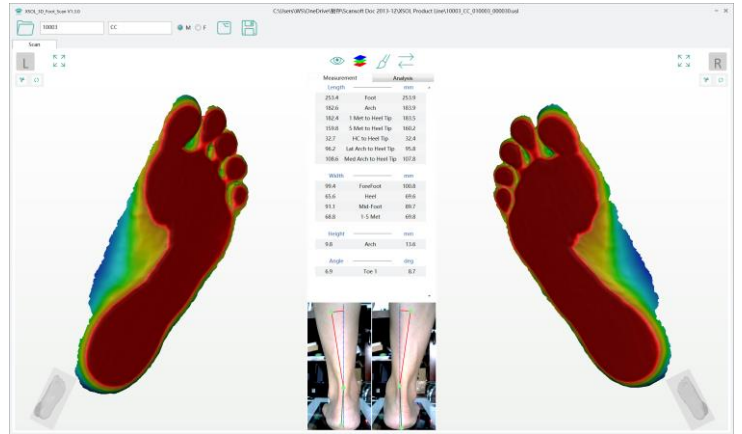 XSOL_3D_Foot_Scan V1.0.6
10003 CC M F
Scan
L R
Measurement Analysis
Length mm
253.4 Foot 253.9
182.6 Arch 183.9
182.4 1 Met to Heel Tip 183.5
159.8 5 Met to Heel Tip 160.2
32.7 HC to Heel Tip 32.4
96.2 Lat Arch to Heel Tip 95.8
108.6 Med Arch to Heel Tip 107.8
Width mm
99.4 ForeFoot 100.8
65.6 Heel 69.6
91.1 Mid-Foot 89.7
68.8 1-5 Met 69.8
Height mm
9.8 Arch 13.6
Angle deg
6.9 Toe 1 8.7